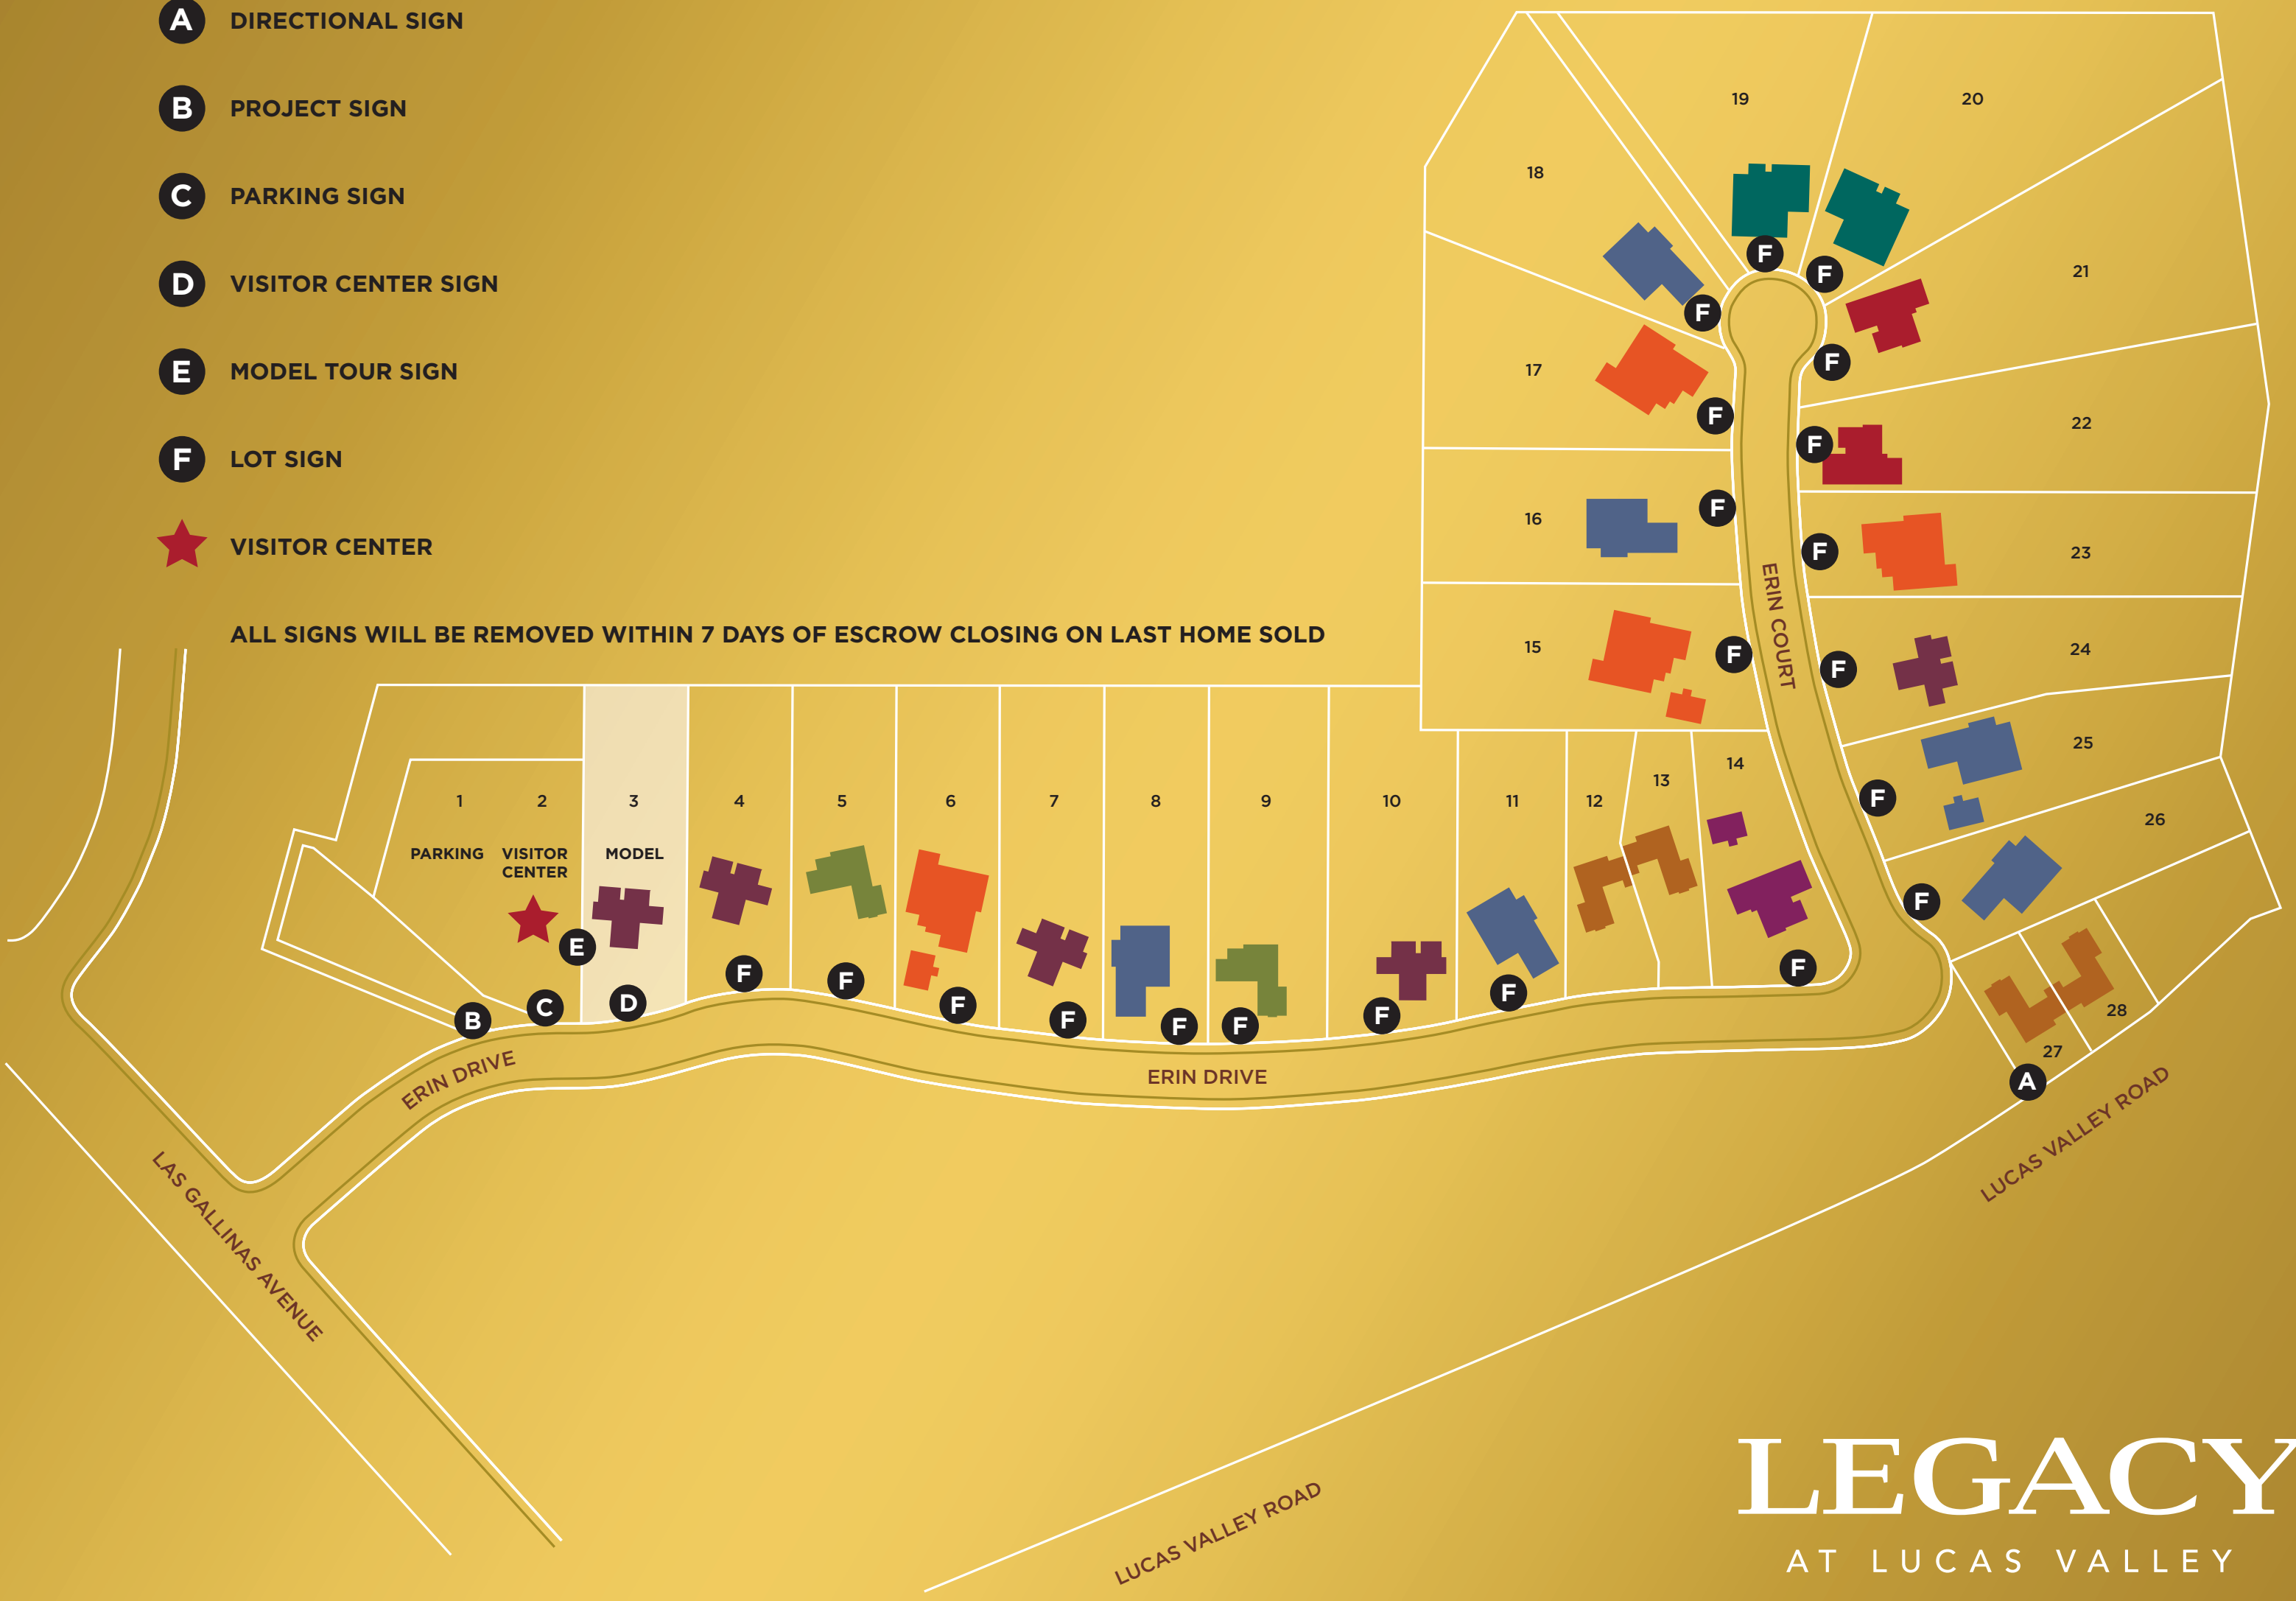 A DIRECTIONAL SIGN
B PROJECT SIGN
C PARKING SIGN
D VISITOR CENTER SIGN
E MODEL TOUR SIGN
F LOT SIGN
VISITOR CENTER
ALL SIGNS WILL BE REMOVED WITHIN 7 DAYS OF ESCROW CLOSING ON LAST HOME SOLD
19
20
18
21
F
F
F
17
F
F
22
F
16
F
23
F
ERIN COURT
15
F
24
F
25
14
13
F
1
2
3
4
5
6
7
8
9
10
11
12
26
PARKING
VISITOR
CENTER
MODEL
F
E
F
F
F
F
D
C
B
F
F
F
F
F
F
28
27
A
ERIN DRIVE
ERIN DRIVE
LUCAS VALLEY ROAD
LAS GALLINAS AVENUE
LUCAS VALLEY ROAD
LEGACY
AT LUCAS VALLEY